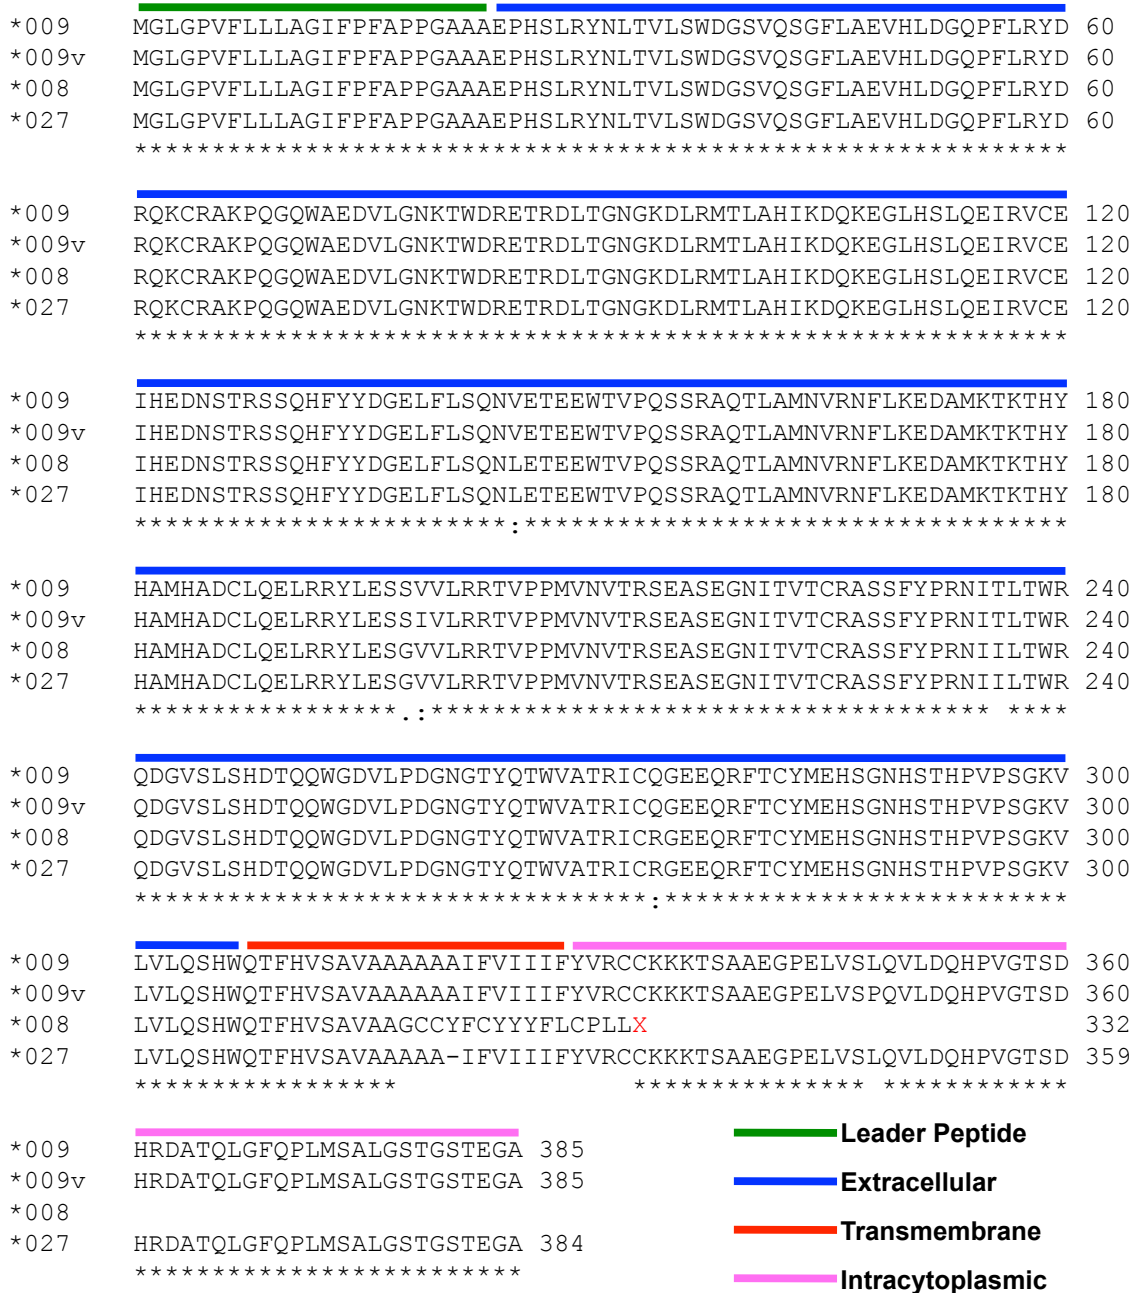 *009 MGLGPVFLLLAGIFPFAPPGAAAEPHSLRYNLTVLSWDGSVQSGFLAEVHLDGQPFLRYD 60
*009v MGLGPVFLLLAGIFPFAPPGAAAEPHSLRYNLTVLSWDGSVQSGFLAEVHLDGQPFLRYD 60
*008 MGLGPVFLLLAGIFPFAPPGAAAEPHSLRYNLTVLSWDGSVQSGFLAEVHLDGQPFLRYD 60
*027 MGLGPVFLLLAGIFPFAPPGAAAEPHSLRYNLTVLSWDGSVQSGFLAEVHLDGQPFLRYD 60
************************************************************
*009 RQKCRAKPQGQWAEDVLGNKTWDRETRDLTGNGKDLRMTLAHIKDQKEGLHSLQEIRVCE 120
*009v RQKCRAKPQGQWAEDVLGNKTWDRETRDLTGNGKDLRMTLAHIKDQKEGLHSLQEIRVCE 120
*008 RQKCRAKPQGQWAEDVLGNKTWDRETRDLTGNGKDLRMTLAHIKDQKEGLHSLQEIRVCE 120
*027 RQKCRAKPQGQWAEDVLGNKTWDRETRDLTGNGKDLRMTLAHIKDQKEGLHSLQEIRVCE 120
************************************************************
*009 IHEDNSTRSSQHFYYDGELFLSQNVETEEWTVPQSSRAQTLAMNVRNFLKEDAMKTKTHY 180
*009v IHEDNSTRSSQHFYYDGELFLSQNVETEEWTVPQSSRAQTLAMNVRNFLKEDAMKTKTHY 180
*008 IHEDNSTRSSQHFYYDGELFLSQNLETEEWTVPQSSRAQTLAMNVRNFLKEDAMKTKTHY 180
*027 IHEDNSTRSSQHFYYDGELFLSQNLETEEWTVPQSSRAQTLAMNVRNFLKEDAMKTKTHY 180
************************:***********************************
*009 HAMHADCLQELRRYLESSVVLRRTVPPMVNVTRSEASEGNITVTCRASSFYPRNITLTWR 240
*009v HAMHADCLQELRRYLESSIVLRRTVPPMVNVTRSEASEGNITVTCRASSFYPRNITLTWR 240
*008 HAMHADCLQELRRYLESGVVLRRTVPPMVNVTRSEASEGNITVTCRASSFYPRNIILTWR 240
*027 HAMHADCLQELRRYLESGVVLRRTVPPMVNVTRSEASEGNITVTCRASSFYPRNIILTWR 240
*****************.:************************************ ****
*009 QDGVSLSHDTQQWGDVLPDGNGTYQTWVATRICQGEEQRFTCYMEHSGNHSTHPVPSGKV 300
*009v QDGVSLSHDTQQWGDVLPDGNGTYQTWVATRICQGEEQRFTCYMEHSGNHSTHPVPSGKV 300
*008 QDGVSLSHDTQQWGDVLPDGNGTYQTWVATRICRGEEQRFTCYMEHSGNHSTHPVPSGKV 300
*027 QDGVSLSHDTQQWGDVLPDGNGTYQTWVATRICRGEEQRFTCYMEHSGNHSTHPVPSGKV 300
*********************************:**************************
*009 LVLQSHWQTFHVSAVAAAAAAIFVIIIFYVRCCKKKTSAAEGPELVSLQVLDQHPVGTSD 360
*009v LVLQSHWQTFHVSAVAAAAAAIFVIIIFYVRCCKKKTSAAEGPELVSPQVLDQHPVGTSD 360
*008 LVLQSHWQTFHVSAVAAGCCYFCYYYFLCPLLX 332
*027 LVLQSHWQTFHVSAVAAAAA-IFVIIIFYVRCCKKKTSAAEGPELVSLQVLDQHPVGTSD 359
***************** *************** ************
*009 HRDATQLGFQPLMSALGSTGSTEGA 385
*009v HRDATQLGFQPLMSALGSTGSTEGA 385
*008
*027 HRDATQLGFQPLMSALGSTGSTEGA 384
*************************
Leader Peptide
Extracellular
Transmembrane
Intracytoplasmic